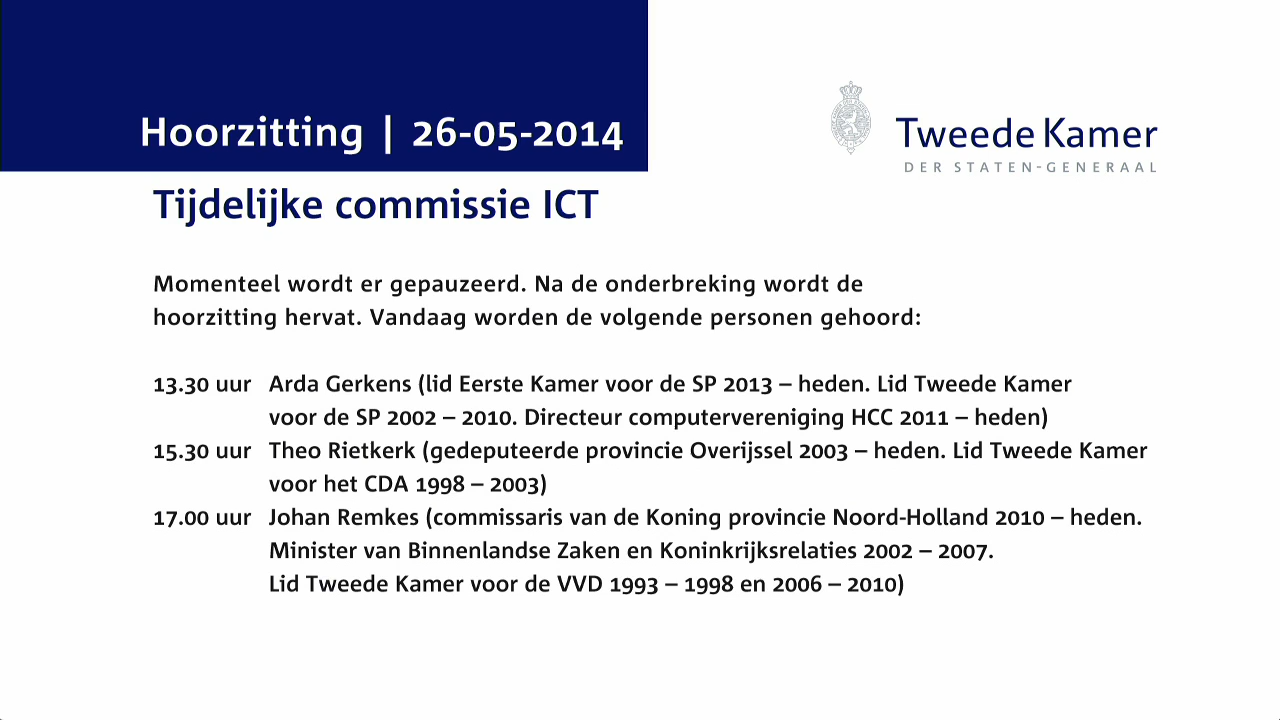 Hoorzitting | 26-05-2014
Tweede Kamer
DER STATEN-GENERAAL
Tijdelijke commissie ICT
Momenteel wordt er gepauzeerd. Na de onderbreking wordt de
hoorzitting hervat. Vandaag worden de volgende personen gehoord:
13.30 uur Arda Gerkens (lid Eerste Kamer voor de SP 2013 – heden. Lid Tweede Kamer
voor de SP 2002 – 2010. Directeur computervereniging HCC 2011 – heden)
15.30 uur Theo Rietkerk (gedeputeerde provincie Overijssel 2003 – heden. Lid Tweede Kamer
voor het CDA 1998 – 2003)
17.00 uur Johan Remkes (commissaris van de Koning provincie Noord-Holland 2010 – heden.
Minister van Binnenlandse Zaken en Koninkrijksrelaties 2002 – 2007.
Lid Tweede Kamer voor de VVD 1993 – 1998 en 2006 – 2010)